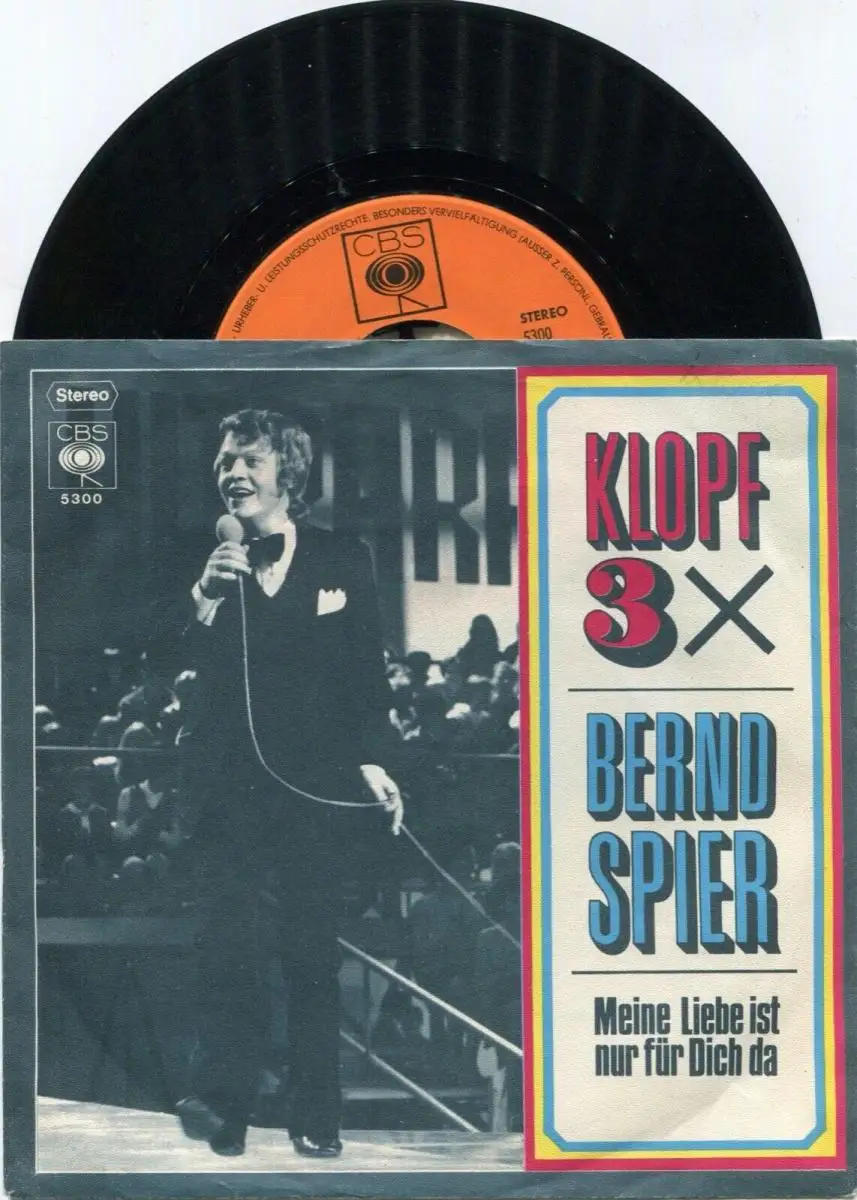 URHEBER- U. LEISTUNGSSCHUTZRECHTE, BESONDERS VERVIELFÄLTIGUNG (AUSSER Z. PERSÖNL. GEBRAU
CBS
STEREO
5300
Stereo
CBS
5300
KLOPF
3X
BERND
SPIER
Meine Liebe ist
nur für Dich da